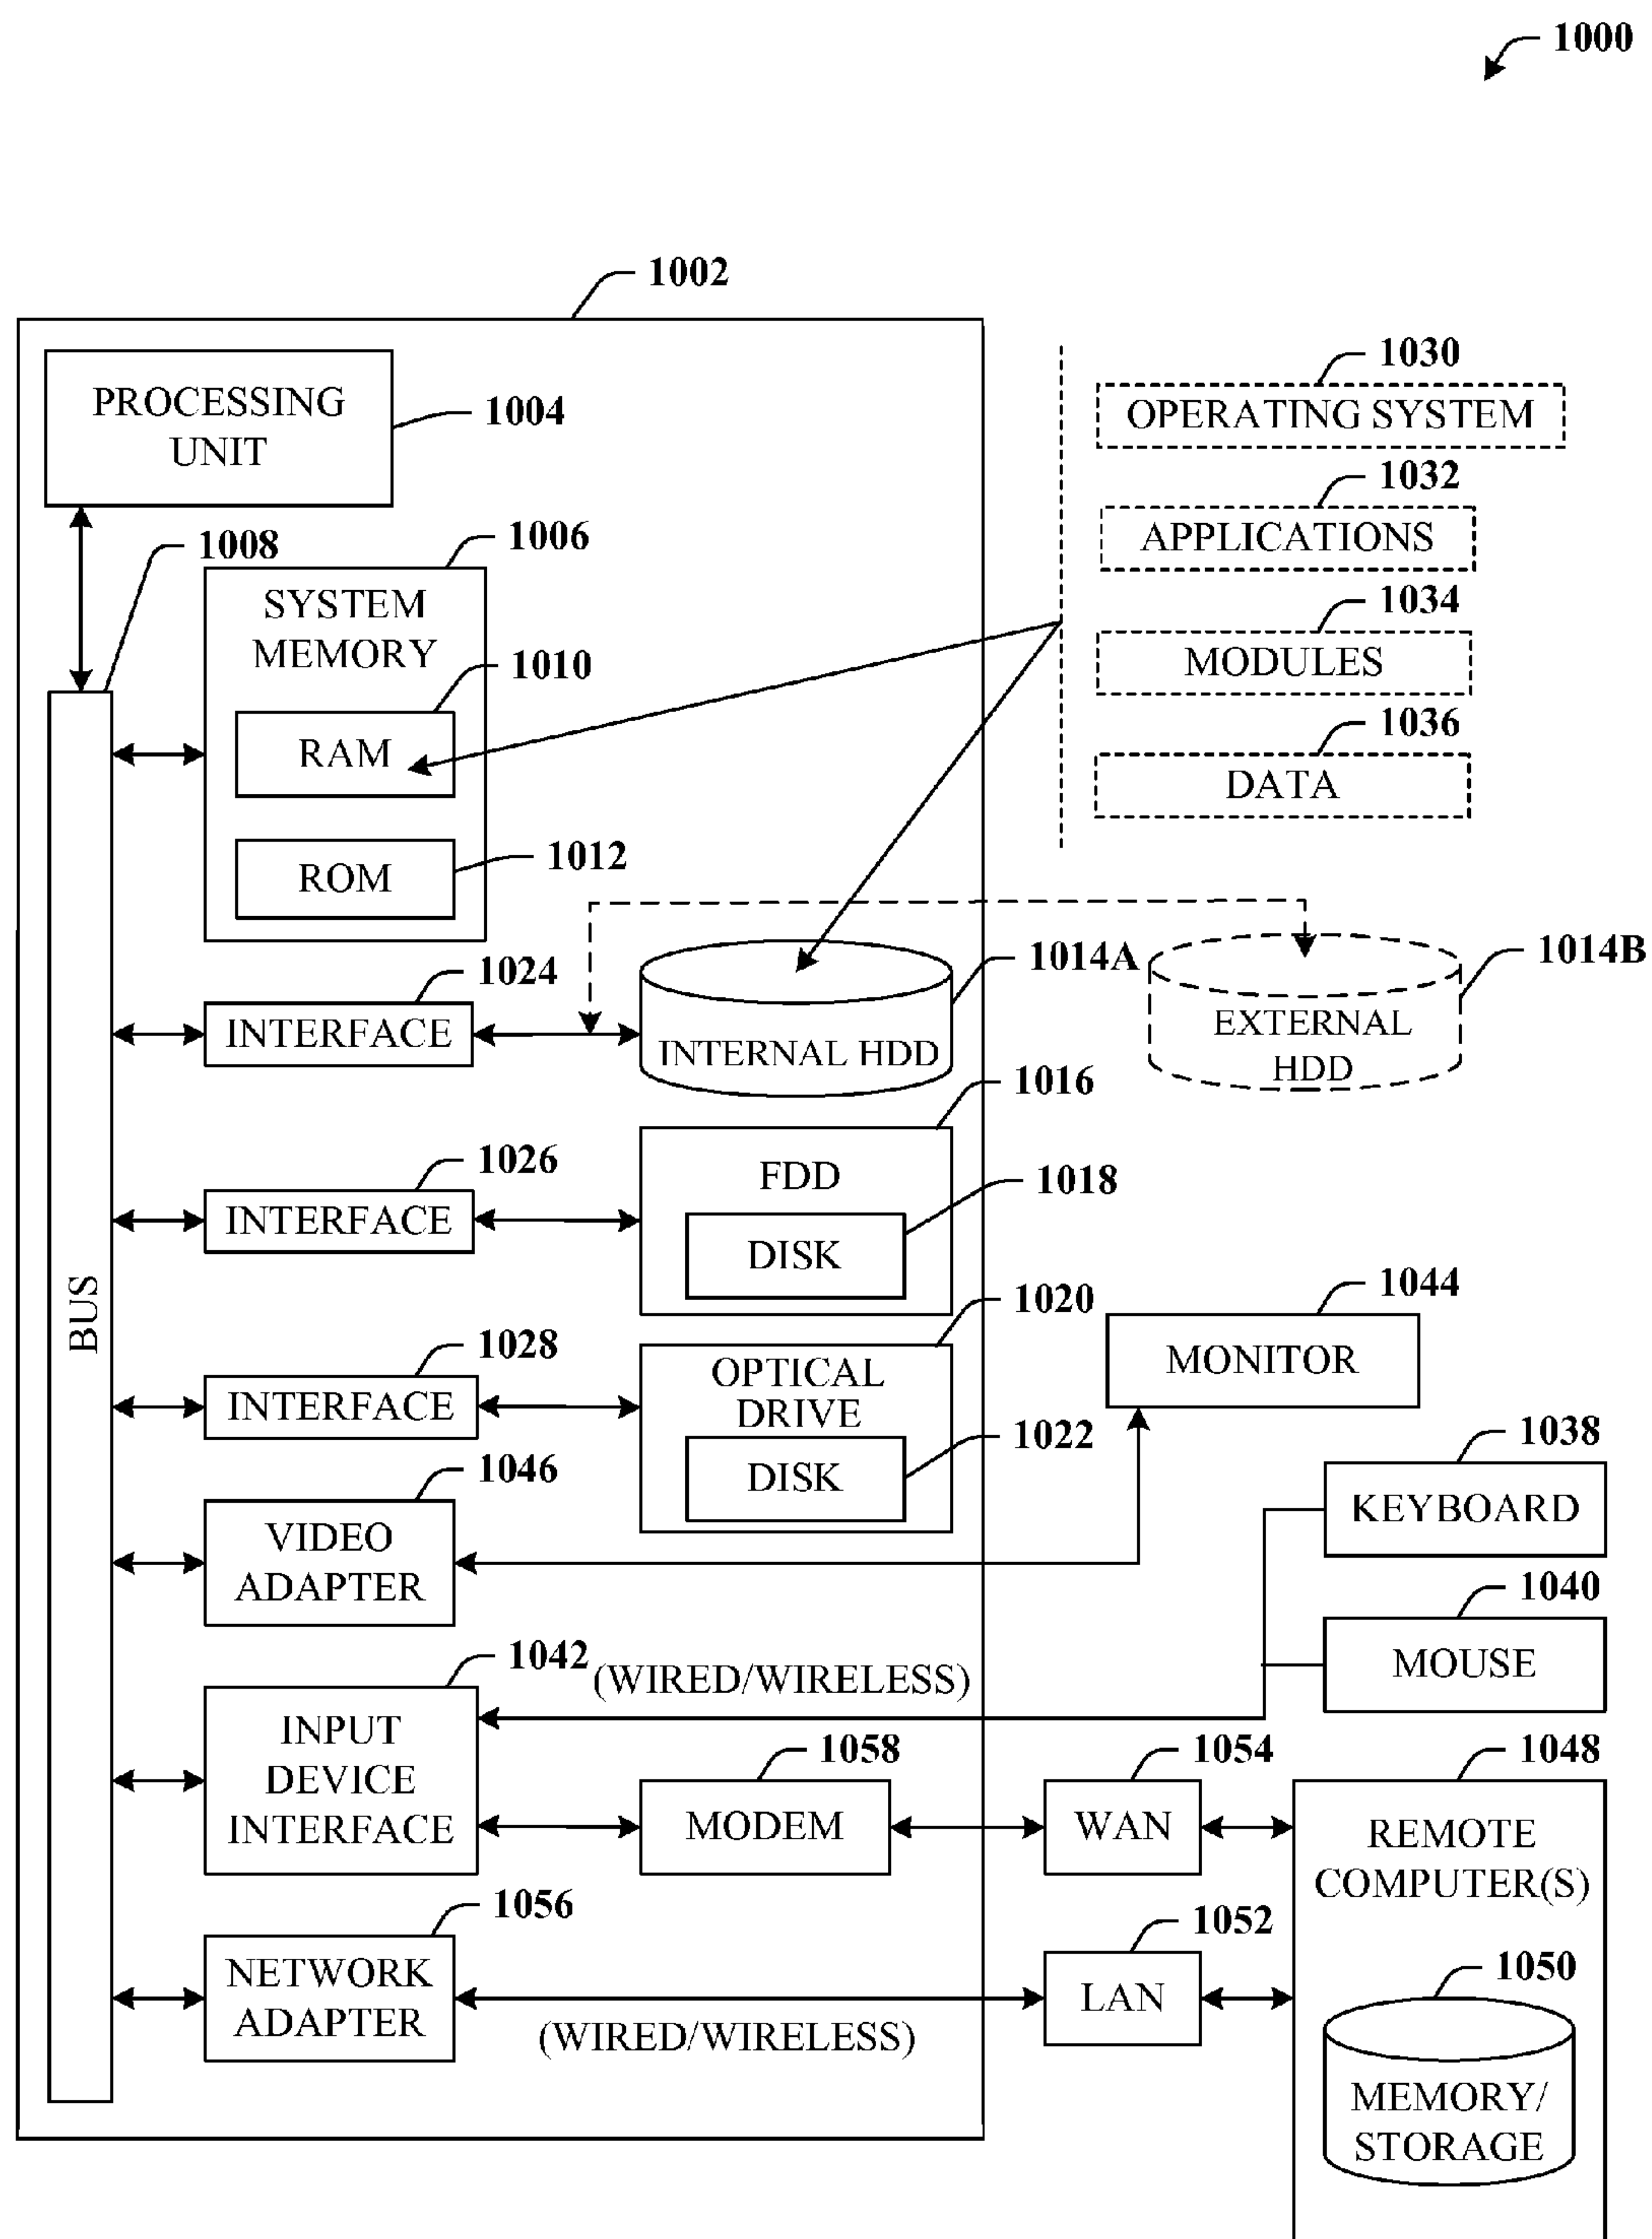 1000
1002
PROCESSING
UNIT
1004
1030
OPERATING SYSTEM
1032
APPLICATIONS
1034
MODULES
1036
DATA
1008
1006
SYSTEM
MEMORY
1010
RAM
1012
ROM
BUS
1024
INTERFACE
1014A
INTERNAL HDD
1014B
EXTERNAL
HDD
1026
INTERFACE
1016
FDD
1018
DISK
1028
INTERFACE
1020
OPTICAL
DRIVE
1022
DISK
1044
MONITOR
1046
VIDEO
ADAPTER
1038
KEYBOARD
1040
MOUSE
1042
(WIRED/WIRELESS)
INPUT
DEVICE
INTERFACE
1058
MODEM
1054
WAN
1048
REMOTE
COMPUTER(S)
1056
NETWORK
ADAPTER
(WIRED/WIRELESS)
1052
LAN
1050
MEMORY/
STORAGE